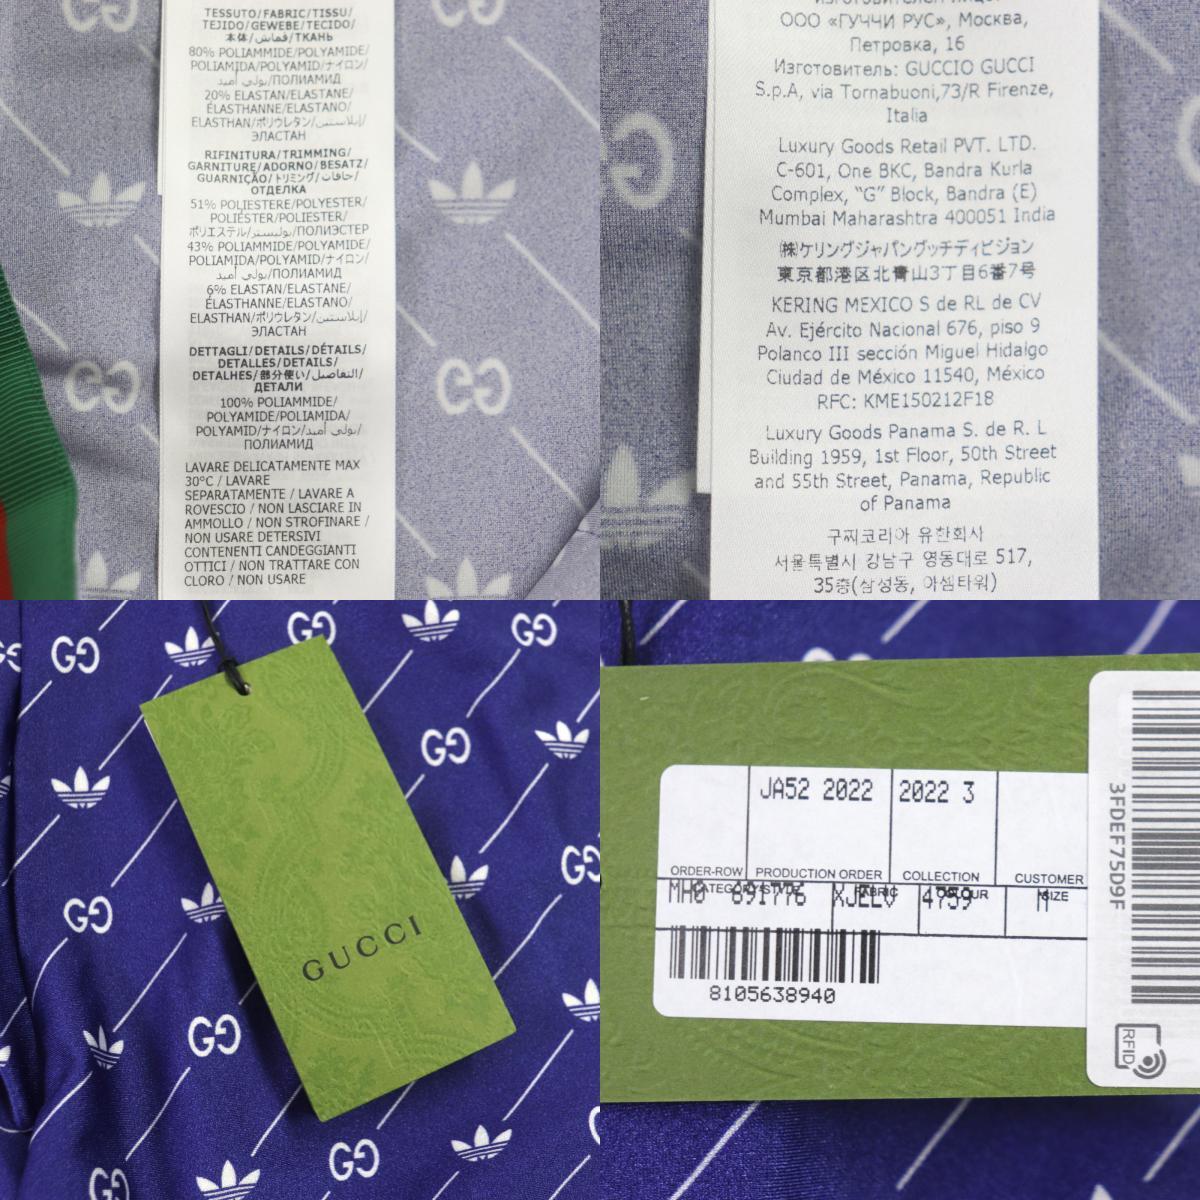 TESSUTO/FABRIC/TISSU/
TEJIDO/GEWEBE/TECIDO/
本体/قماش/ТКАНЬ
80% POLIAMMIDE/POLYAMIDE/
POLIAMIDA/POLYAMID/ナイロン/
بولي أميد/ПОЛИАМИД
20% ELASTAN/ELASTANE/
ÉLASTHANNE/ELASTANO/
ELASTHAN/ポリウレタン/إيلاستين/
ЭЛАСТАН
RIFINITURA/TRIMMING/
GARNITURE/ADORNO/BESATZ/
GUARNIÇÃO/トリミング/حافات/
ОТДЕЛКА
51% POLIESTERE/POLYESTER/
POLIÉSTER/POLIESTER/
ポリエステル/بوليستر/ПОЛИЭСТЕР
43% POLIAMMIDE/POLYAMIDE/
POLIAMIDA/POLYAMID/ナイロン/
بولي أميد/ПОЛИАМИД
6% ELASTAN/ELASTANE/
ÉLASTHANNE/ELASTANO/
ELASTHAN/ポリウレタン/إيلاستين/
ЭЛАСТАН
DETTAGLI/DETAILS/DÉTAILS/
DETALLES/DETAILS/
DETALHES/部分使い/التفاصيل/
ДЕТАЛИ
100% POLIAMMIDE/
POLYAMIDE/POLIAMIDA/
POLYAMID/ナイロン/بولي أميد/
ПОЛИАМИД
LAVARE DELICATAMENTE MAX
30°C / LAVARE
SEPARATAMENTE / LAVARE A
ROVESCIO / NON LASCIARE IN
AMMOLLO / NON STROFINARE /
NON USARE DETERSIVI
CONTENENTI CANDEGGIANTI
OTTICI / NON TRATTARE CON
CLORO / NON USARE
ООО «ГУЧЧИ РУС», Москва,
Петровка, 16
Изготовитель: GUCCIO GUCCI
S.p.A, via Tornabuoni,73/R Firenze,
Italia
Luxury Goods Retail PVT. LTD.
C-601, One BKC, Bandra Kurla
Complex, "G" Block, Bandra (E)
Mumbai Maharashtra 400051 India
㈱ケリングジャパングッチディビジョン
東京都港区北青山3丁目6番7号
KERING MEXICO S de RL de CV
Av. Ejército Nacional 676, piso 9
Polanco III sección Miguel Hidalgo
Ciudad de México 11540, México
RFC: KME150212F18
Luxury Goods Panama S. de R. L
Building 1959, 1st Floor, 50th Street
and 55th Street, Panama, Republic
of Panama
구찌코리아 유한회사
서울특별시 강남구 영동대로 517,
35층(삼성동, 아셈타워)
GUCCI
JA52 2022 2022 3
ORDER-ROW PRODUCTION ORDER COLLECTION CUSTOMER
CATEGORY-STYLE FABRIC COLOUR SIZE
MH0 691776 XJELV 4759 M
8105638940
3FDEF75D9F
RFID